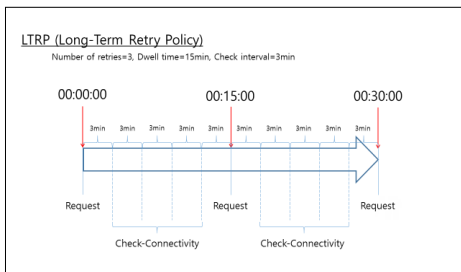 LTRP (Long-Term Retry Policy)
Number of retries=3, Dwell time=15min, Check interval=3min
00:00:00 00:15:00 00:30:00
3min 3min 3min 3min 3min 3min 3min 3min 3min 3min
Request Request Request
Check-Connectivity Check-Connectivity